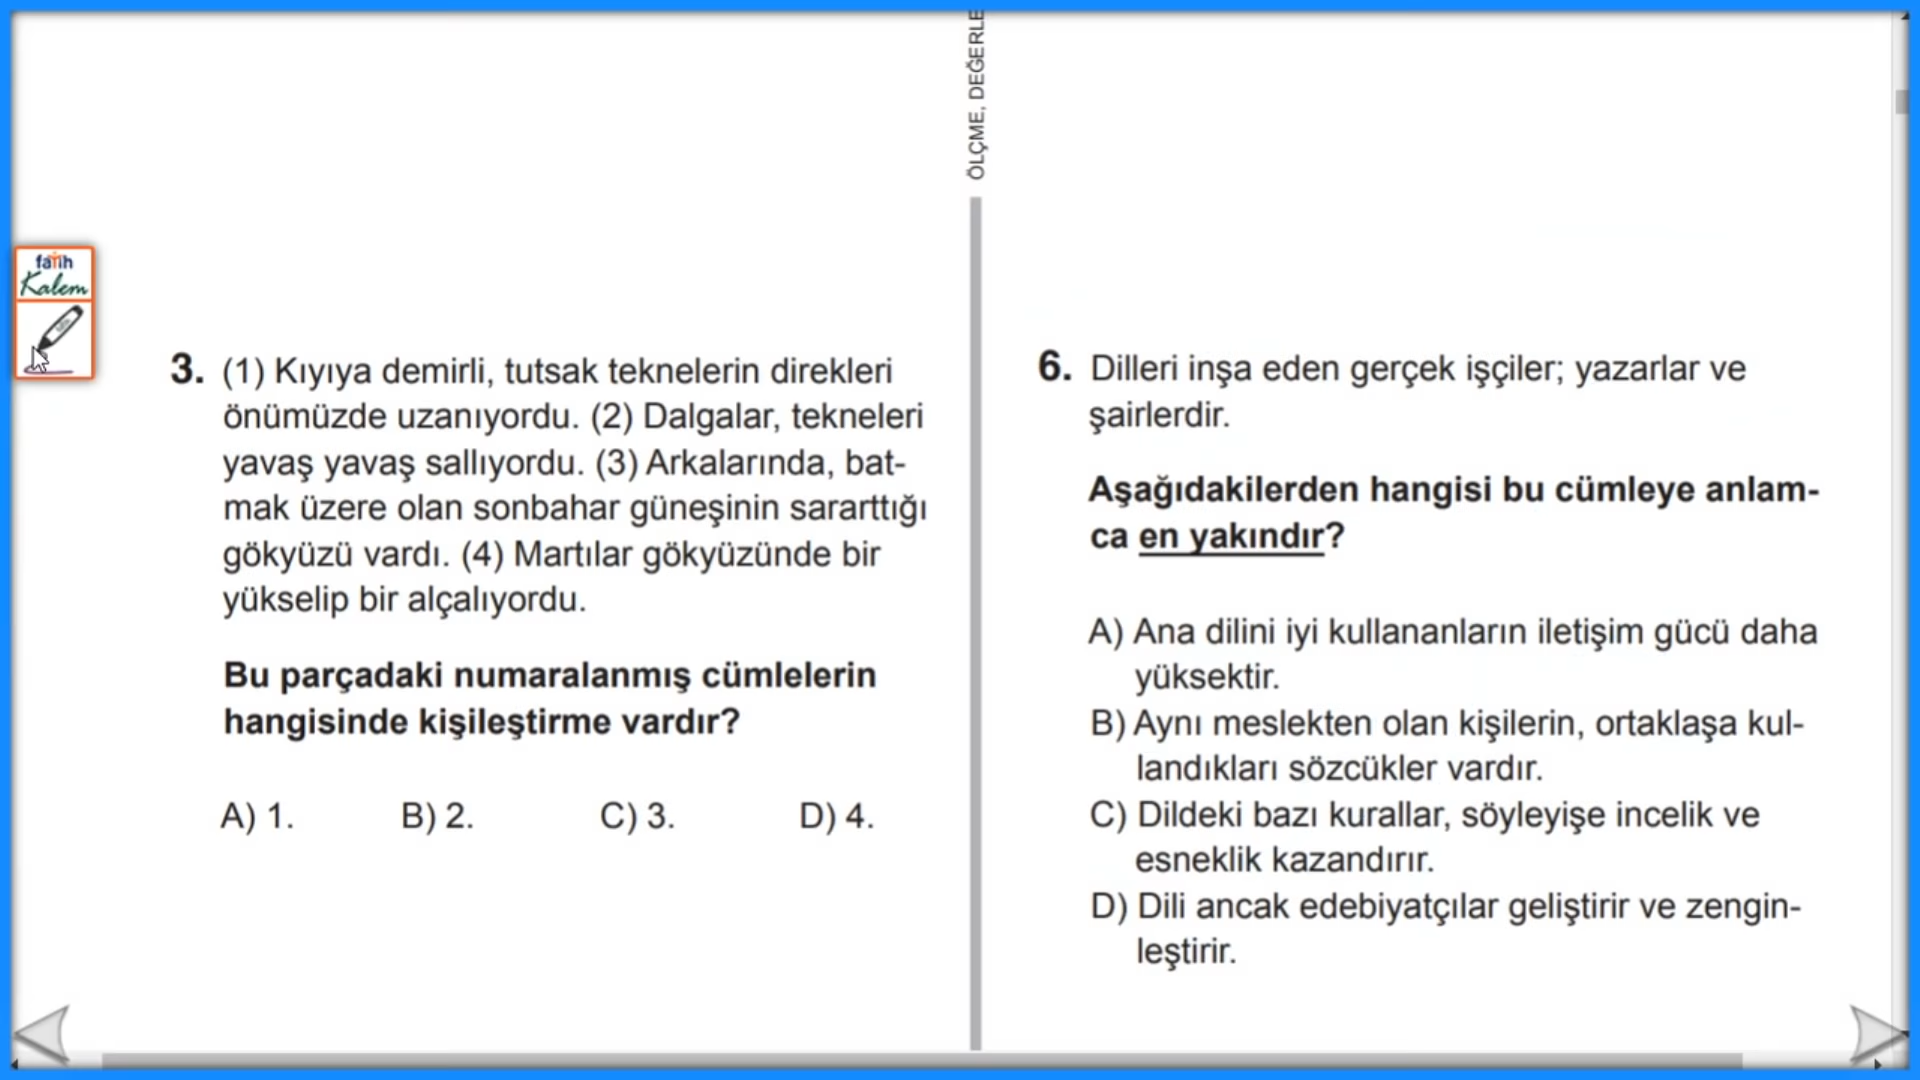 ÖLÇME, DEĞERLE
fatih
Kalem
3. (1) Kıyıya demirli, tutsak teknelerin direkleri
önümüzde uzanıyordu. (2) Dalgalar, tekneleri
yavaş yavaş sallıyordu. (3) Arkalarında, bat-
mak üzere olan sonbahar güneşinin sararttığı
gökyüzü vardı. (4) Martılar gökyüzünde bir
yükselip bir alçalıyordu.
Bu parçadaki numaralanmış cümlelerin
hangisinde kişileştirme vardır?
A) 1. B) 2. C) 3. D) 4.
6. Dilleri inşa eden gerçek işçiler; yazarlar ve
şairlerdir.
Aşağıdakilerden hangisi bu cümleye anlam-
ca en yakındır?
A) Ana dilini iyi kullananların iletişim gücü daha
yüksektir.
B) Aynı meslekten olan kişilerin, ortaklaşa kul-
landıkları sözcükler vardır.
C) Dildeki bazı kurallar, söyleyişe incelik ve
esneklik kazandırır.
D) Dili ancak edebiyatçılar geliştirir ve zengin-
leştirir.